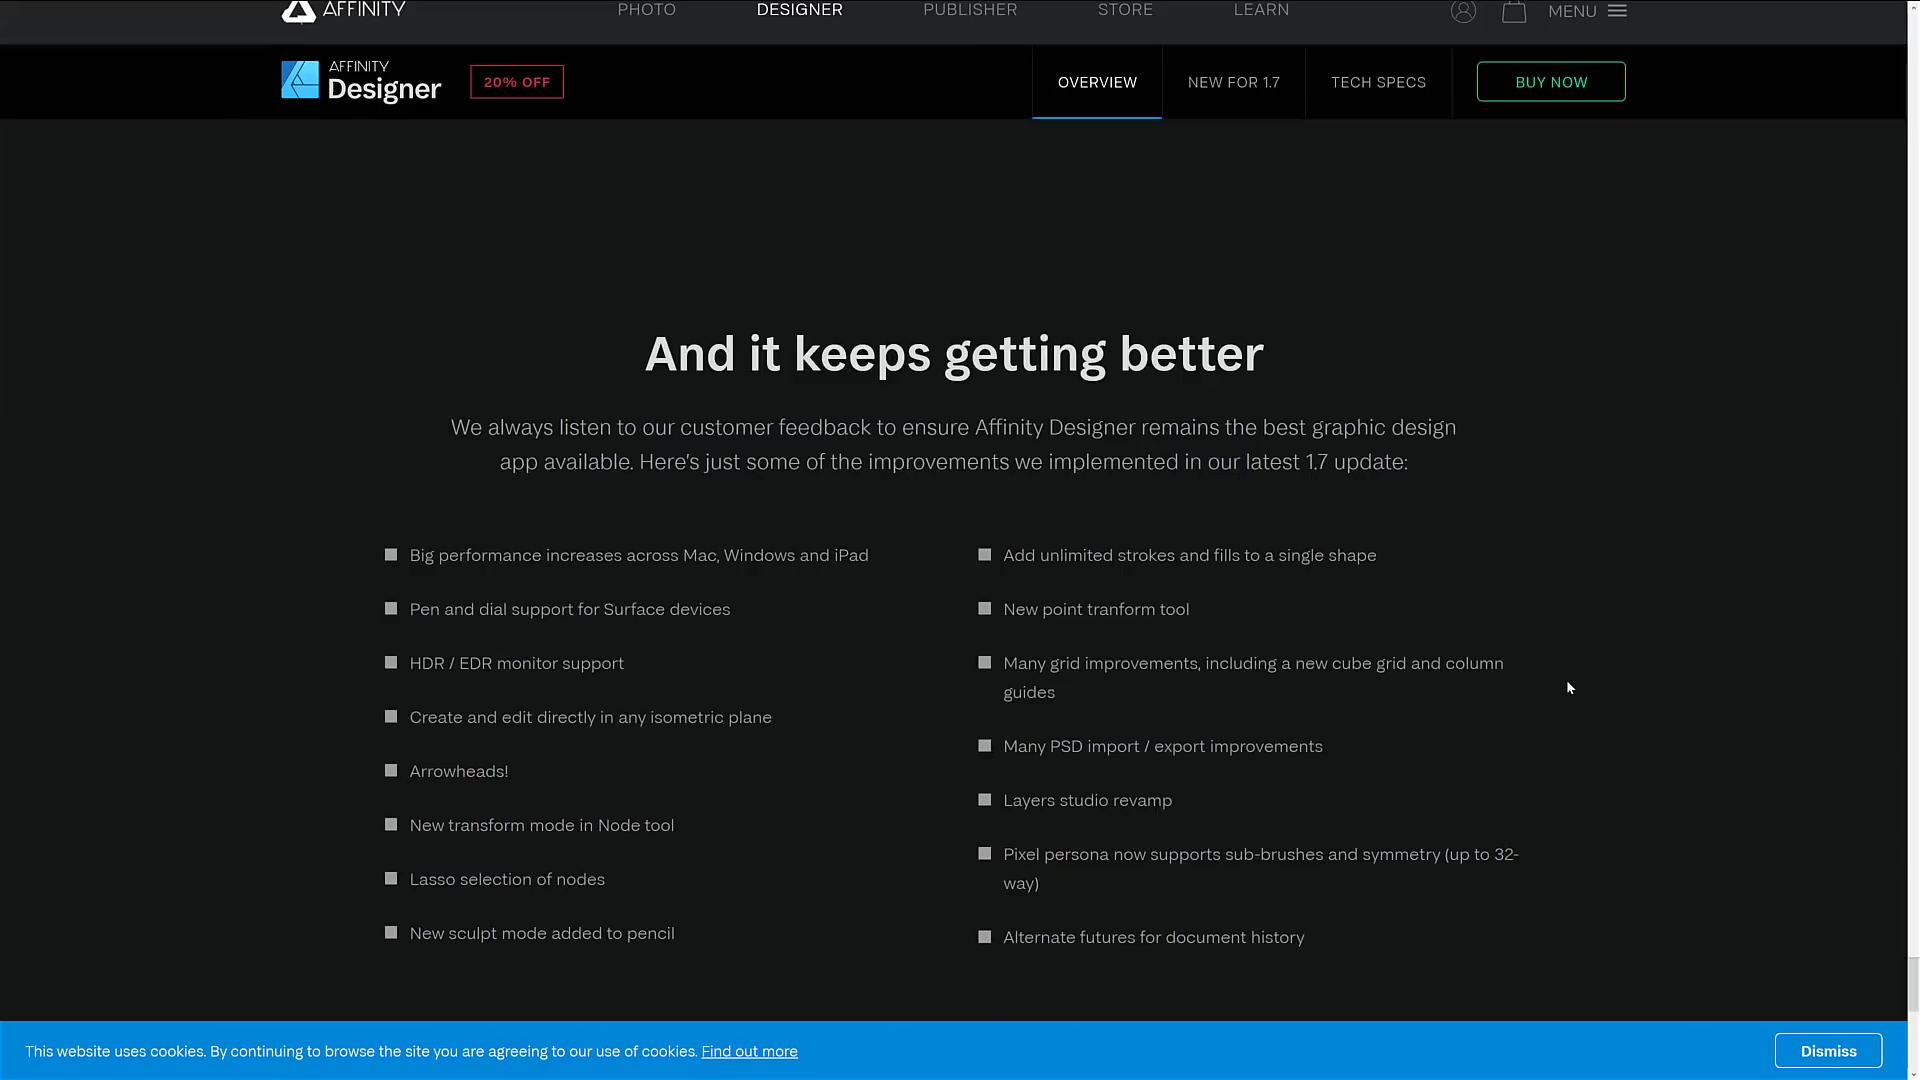 AFFINITY
PHOTO
DESIGNER
PUBLISHER
STORE
LEARN
MENU
AFFINITY
Designer
20% OFF
OVERVIEW
NEW FOR 1.7
TECH SPECS
BUY NOW
And it keeps getting better
We always listen to our customer feedback to ensure Affinity Designer remains the best graphic design
app available. Here's just some of the improvements we implemented in our latest 1.7 update:
Big performance increases across Mac, Windows and iPad
Pen and dial support for Surface devices
HDR / EDR monitor support
Create and edit directly in any isometric plane
Arrowheads!
New transform mode in Node tool
Lasso selection of nodes
New sculpt mode added to pencil
Add unlimited strokes and fills to a single shape
New point tranform tool
Many grid improvements, including a new cube grid and column
guides
Many PSD import / export improvements
Layers studio revamp
Pixel persona now supports sub-brushes and symmetry (up to 32-
way)
Alternate futures for document history
This website uses cookies. By continuing to browse the site you are agreeing to our use of cookies. Find out more
Dismiss